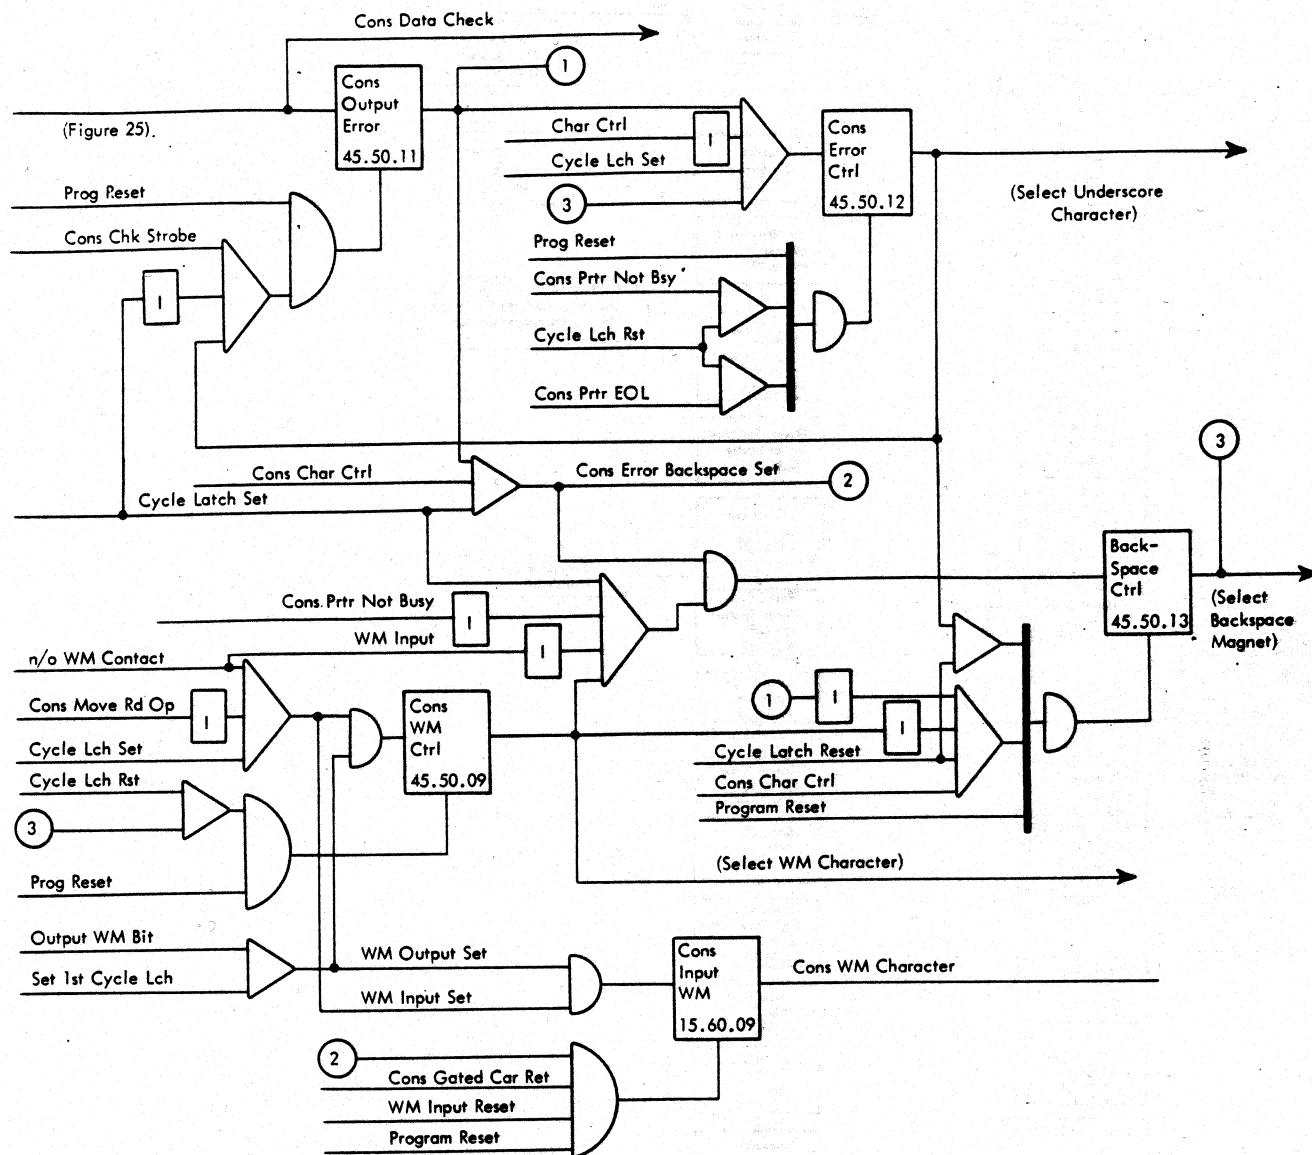 Cons Data Check
1
Cons
Output
Error
45.50.11
(Figure 25).
Char Ctrl
I
Cycle Lch Set
3
Cons
Error
Ctrl
45.50.12
(Select Underscore
Character)
Prog Reset
Cons Chk Strobe
I
Prog Reset
Cons Prtr Not Bsy
Cycle Lch Rst
Cons Prtr EOL
Cons Char Ctrl
Cycle Latch Set
Cons Error Backspace Set
2
3
Back-
Space
Ctrl
45.50.13
(Select
Backspace
Magnet)
Cons Prtr Not Busy
I
WM Input
I
n/o WM Contact
Cons Move Rd Op
I
Cycle Lch Set
Cycle Lch Rst
3
Prog Reset
Cons
WM
Ctrl
45.50.09
1
I
I
Cycle Latch Reset
Cons Char Ctrl
Program Reset
(Select WM Character)
Output WM Bit
Set 1st Cycle Lch
WM Output Set
WM Input Set
Cons
Input
WM
15.60.09
Cons WM Character
2
Cons Gated Car Ret
WM Input Reset
Program Reset